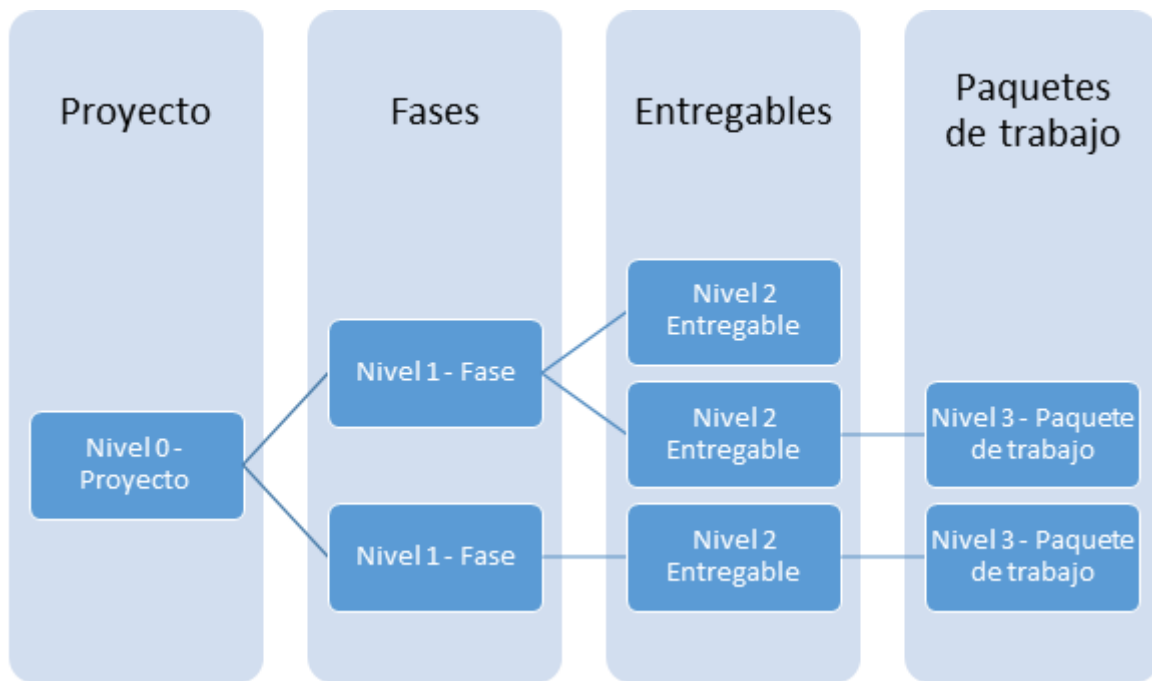 Proyecto
Fases
Entregables
Paquetes
de trabajo
Nivel 0 -
Proyecto
Nivel 1 - Fase
Nivel 1 - Fase
Nivel 2
Entregable
Nivel 2
Entregable
Nivel 2
Entregable
Nivel 3 - Paquete
de trabajo
Nivel 3 - Paquete
de trabajo